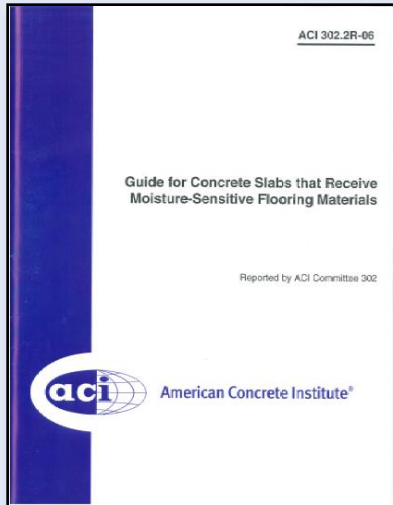 ACI 302.2R-06
Guide for Concrete Slabs that Receive
Moisture-Sensitive Flooring Materials
Reported by ACI Committee 302
aci American Concrete Institute®